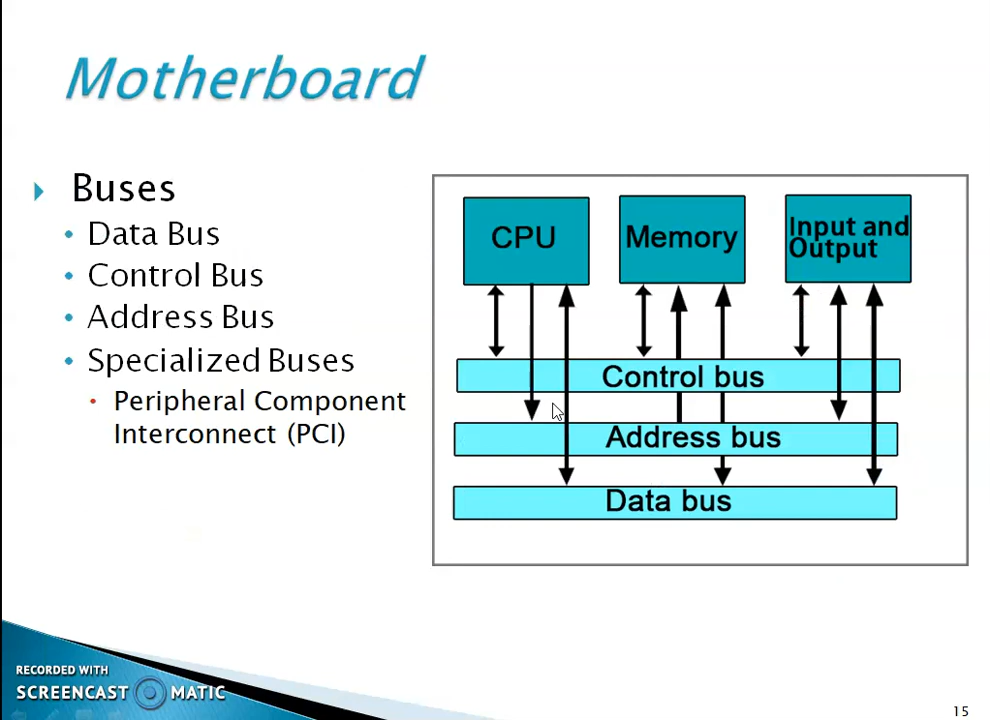 Motherboard
Buses
Data Bus
Control Bus
Address Bus
Specialized Buses
Peripheral Component
Interconnect (PCI)
CPU
Memory
Input and
Output
Control bus
Address bus
Data bus
RECORDED WITH
SCREENCAST MATIC
15